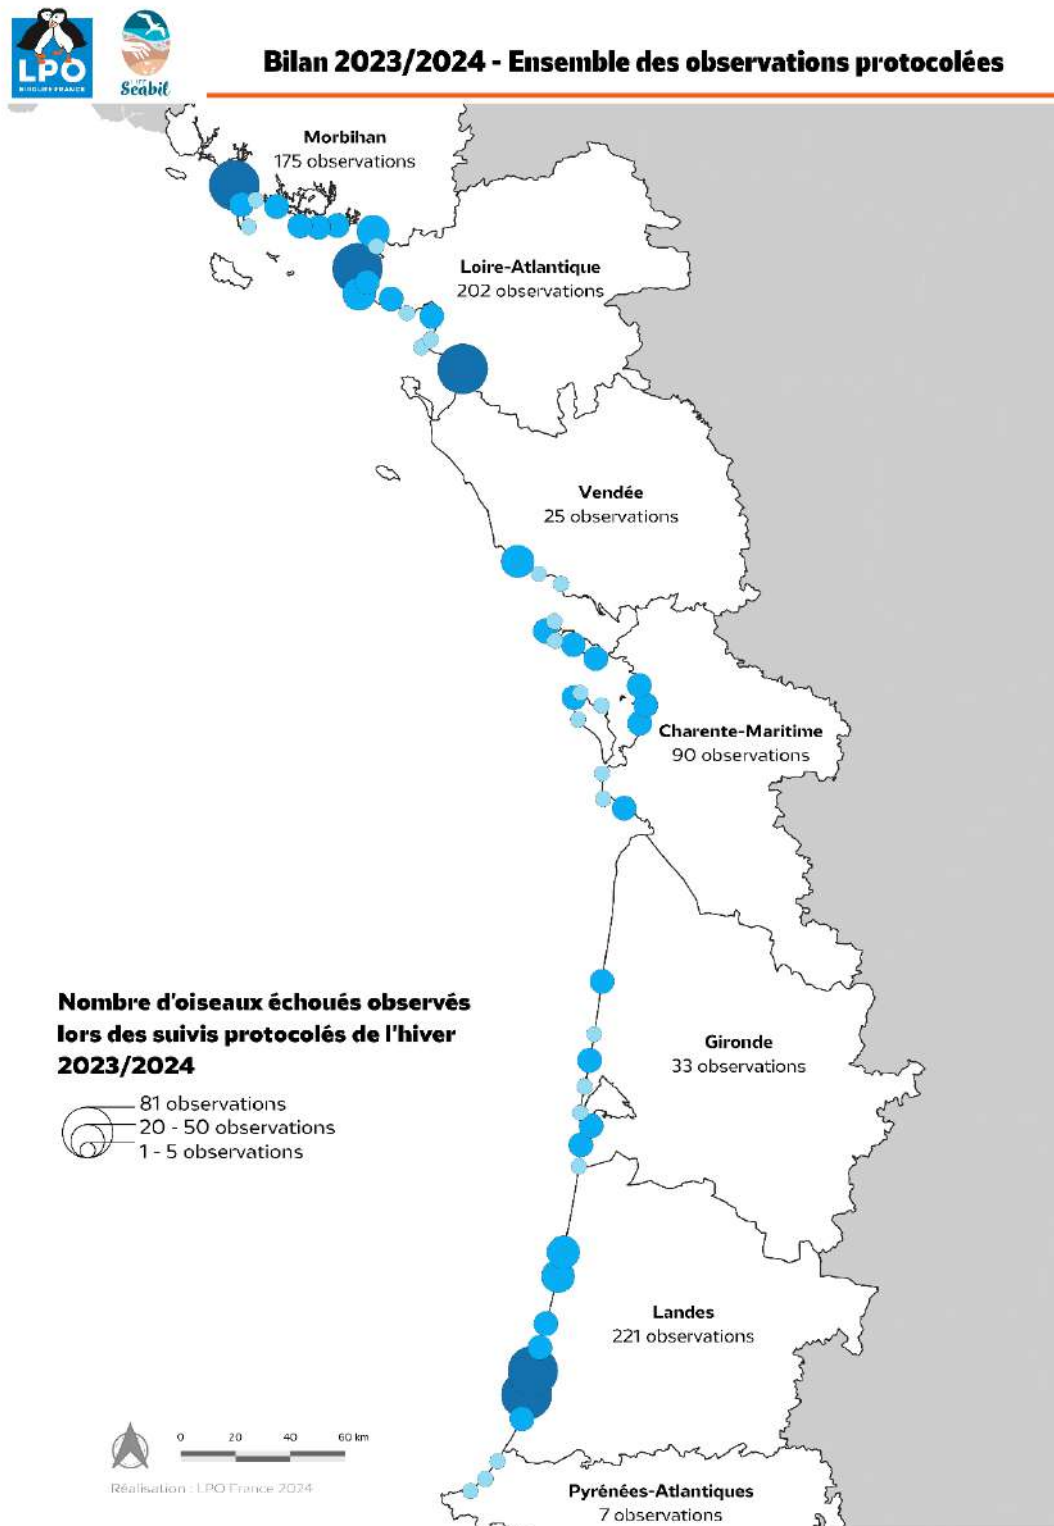 LPO
BIRDLIFE FRANCE
LIFE
Seabil
Bilan 2023/2024 - Ensemble des observations protocolées
Morbihan
175 observations
Loire-Atlantique
202 observations
Vendée
25 observations
Charente-Maritime
90 observations
Gironde
33 observations
Nombre d'oiseaux échoués observés
lors des suivis protocolés de l'hiver
2023/2024
81 observations
20 - 50 observations
1 - 5 observations
Landes
221 observations
0 20 40 60 km
Réalisation : LPO France 2024
Pyrénées-Atlantiques
7 observations